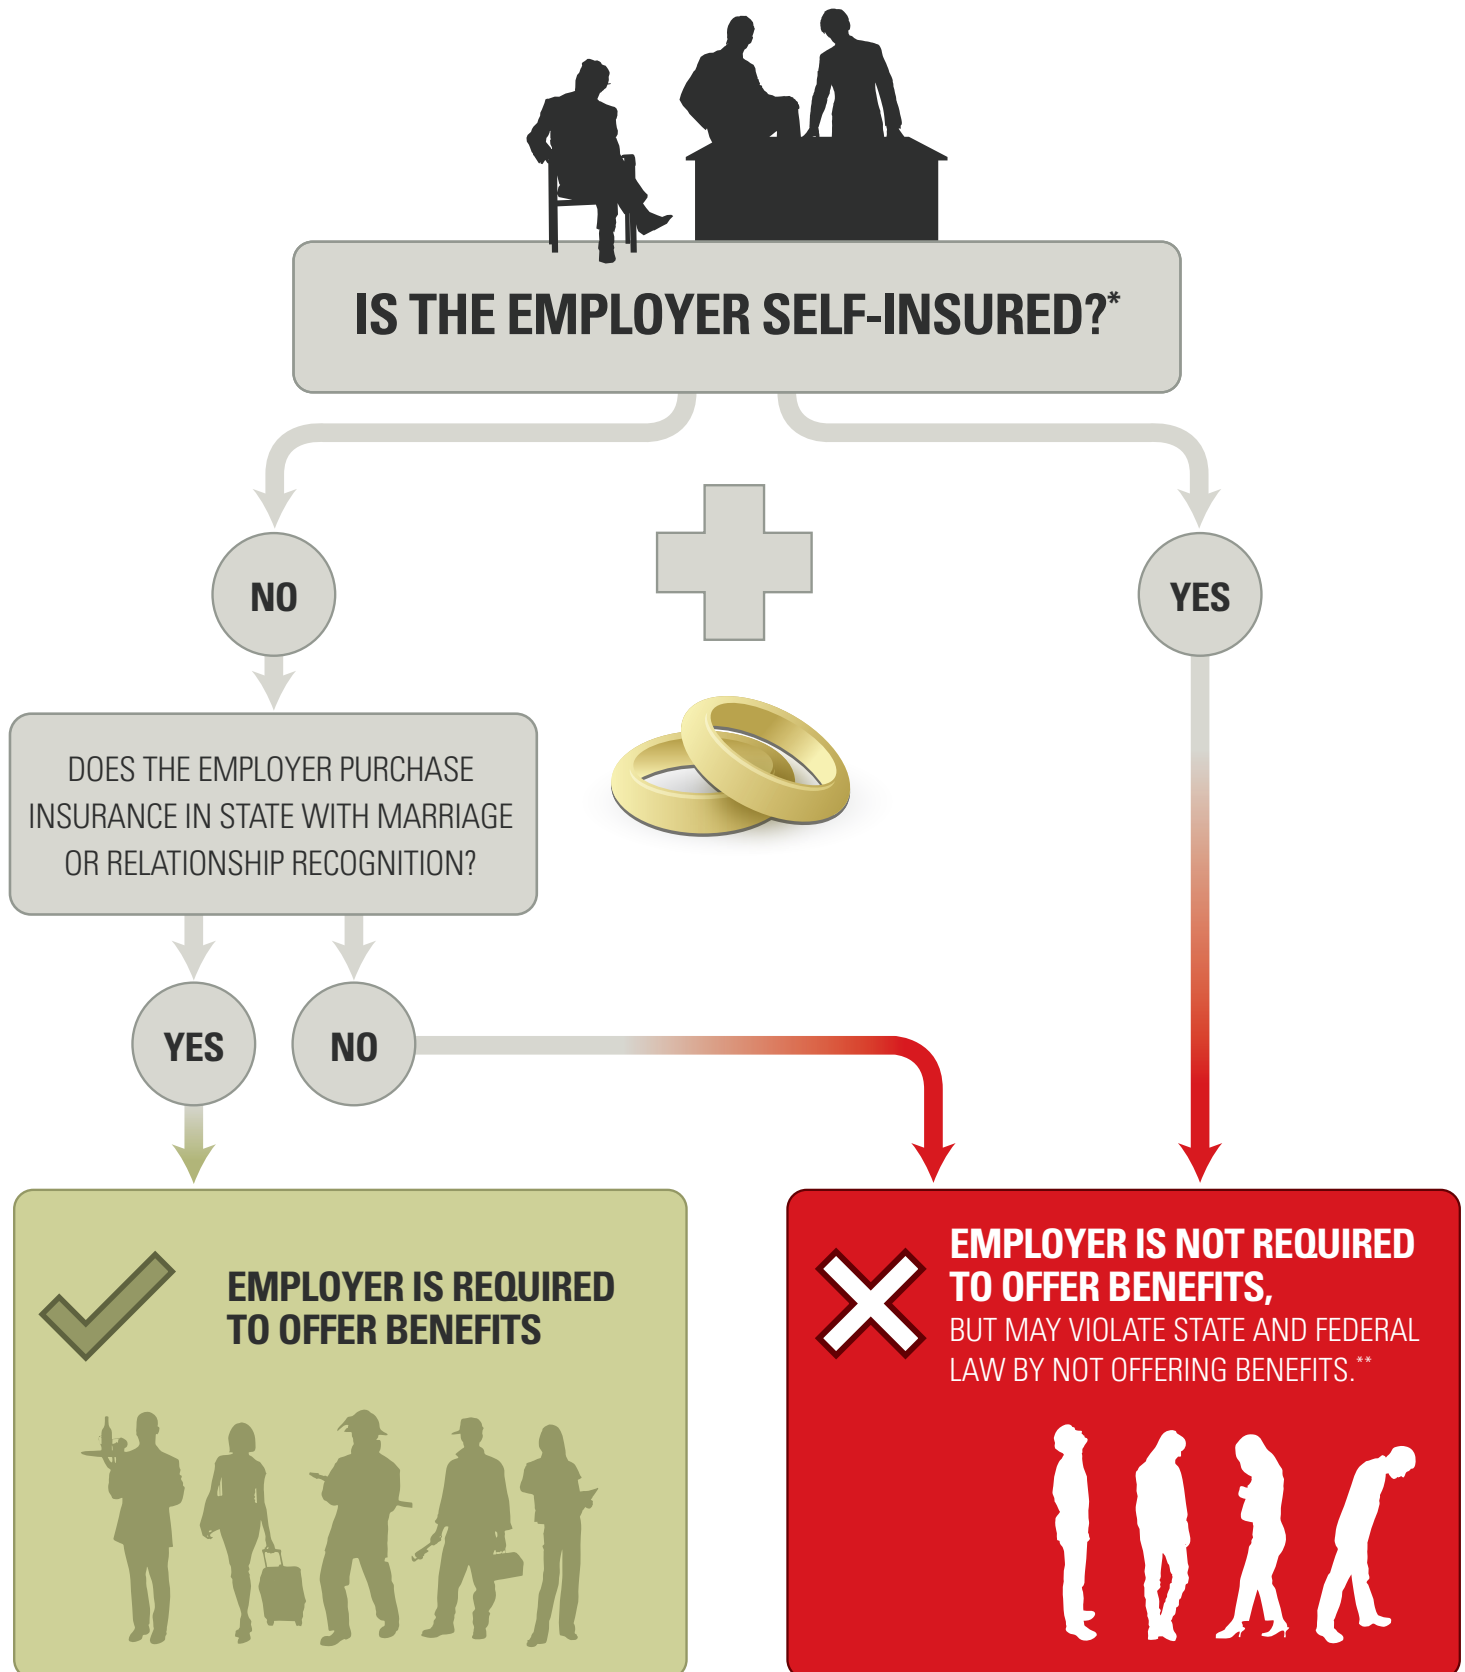 IS THE EMPLOYER SELF-INSURED?*
NO
YES
DOES THE EMPLOYER PURCHASE
INSURANCE IN STATE WITH MARRIAGE
OR RELATIONSHIP RECOGNITION?
YES
NO
EMPLOYER IS REQUIRED
TO OFFER BENEFITS
EMPLOYER IS NOT REQUIRED
TO OFFER BENEFITS,
BUT MAY VIOLATE STATE AND FEDERAL
LAW BY NOT OFFERING BENEFITS.**